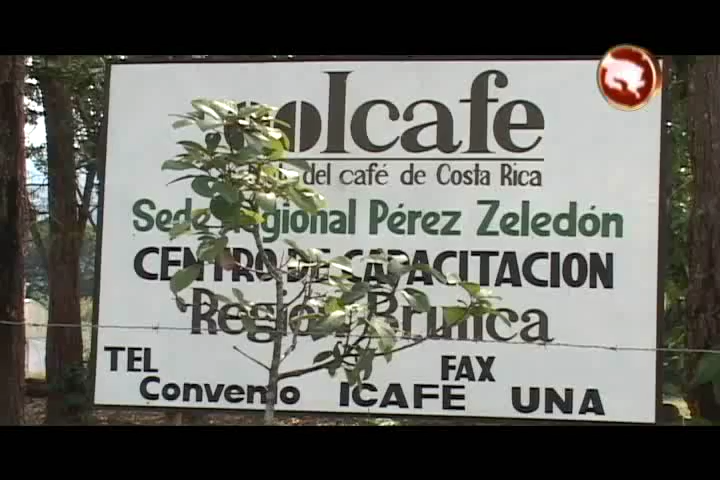 del café de Costa Rica
Sede Regional Pérez Zeledón
CENTRO DE CAPACITACION
Region Brunca
TEL FAX
Convenio ICAFE UNA